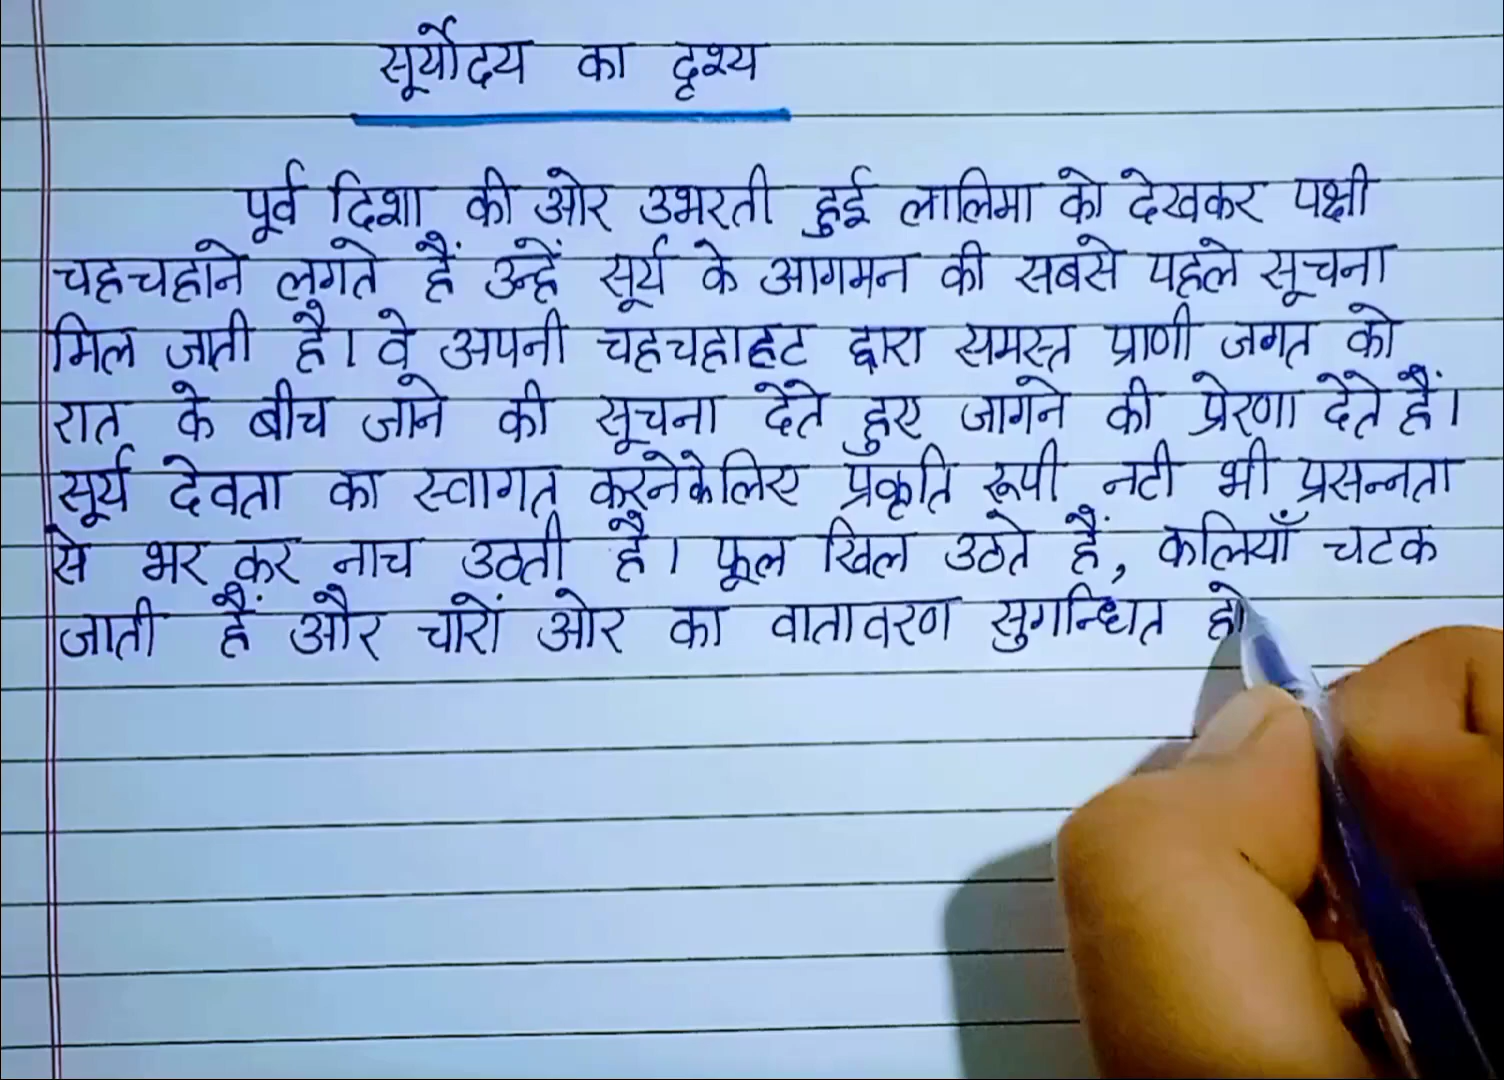 सूर्योदय का दृश्य
पूर्व दिशा की ओर उभरती हुई लालिमा को देखकर पक्षी
चहचहाने लगते हैं उन्हें सूर्य के आगमन की सबसे पहले सूचना
मिल जाती है। वे अपनी चहचहाहट द्वारा समस्त प्राणी जगत को
रात के बीच जाने की सूचना देते हुए जागने की प्रेरणा देते हैं।
सूर्य देवता का स्वागत करनेकेलिए प्रकृति रूपी नटी भी प्रसन्नता
से भर कर नाच उठती है। फूल खिल उठते हैं, कलियाँ चटक
जाती हैं और चारों ओर का वातावरण सुगन्धित हो